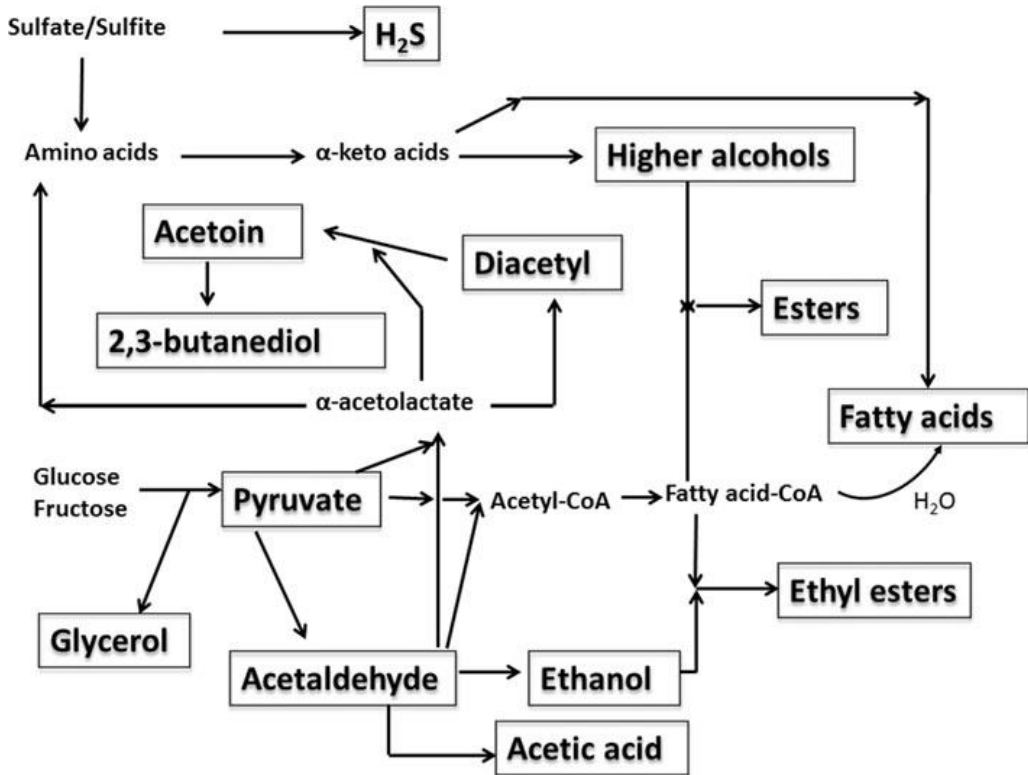 Sulfate/Sulfite
H₂S
Amino acids
α-keto acids
Higher alcohols
Acetoin
Diacetyl
Esters
2,3-butanediol
α-acetolactate
Fatty acids
Glucose
Fructose
Pyruvate
Acetyl-CoA
Fatty acid-CoA
H₂O
Ethyl esters
Glycerol
Acetaldehyde
Ethanol
Acetic acid